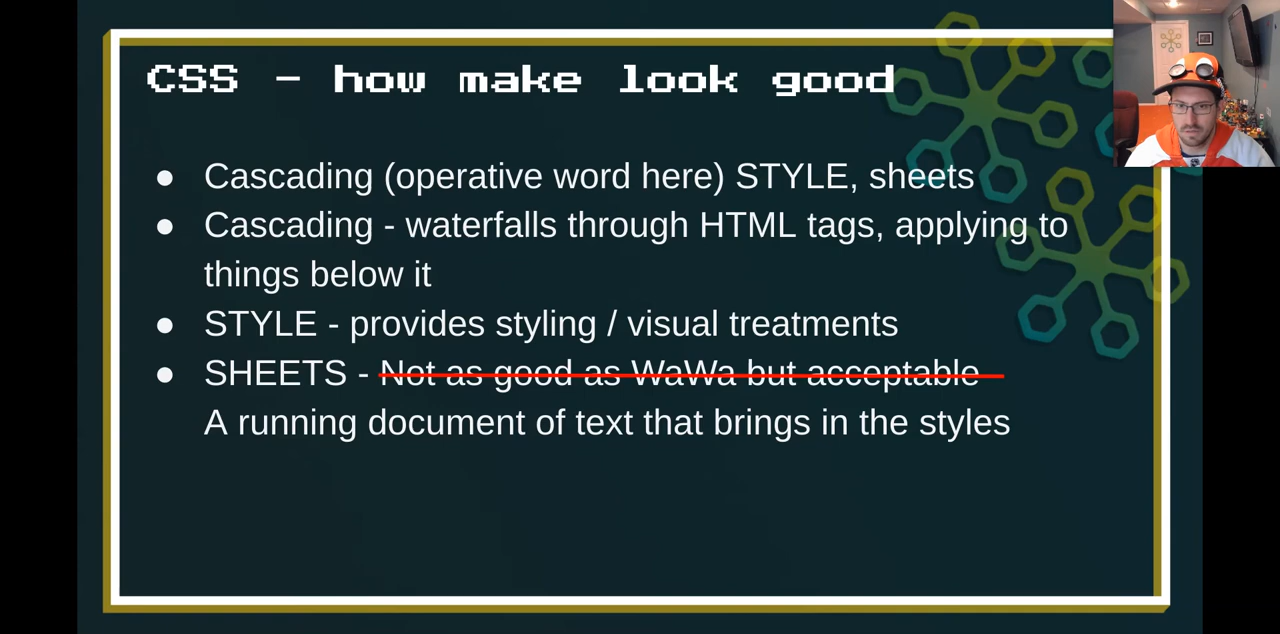 CSS - how make look good
● Cascading (operative word here) STYLE, sheets
● Cascading - waterfalls through HTML tags, applying to
things below it
● STYLE - provides styling / visual treatments
● SHEETS - Not as good as WaWa but acceptable
A running document of text that brings in the styles